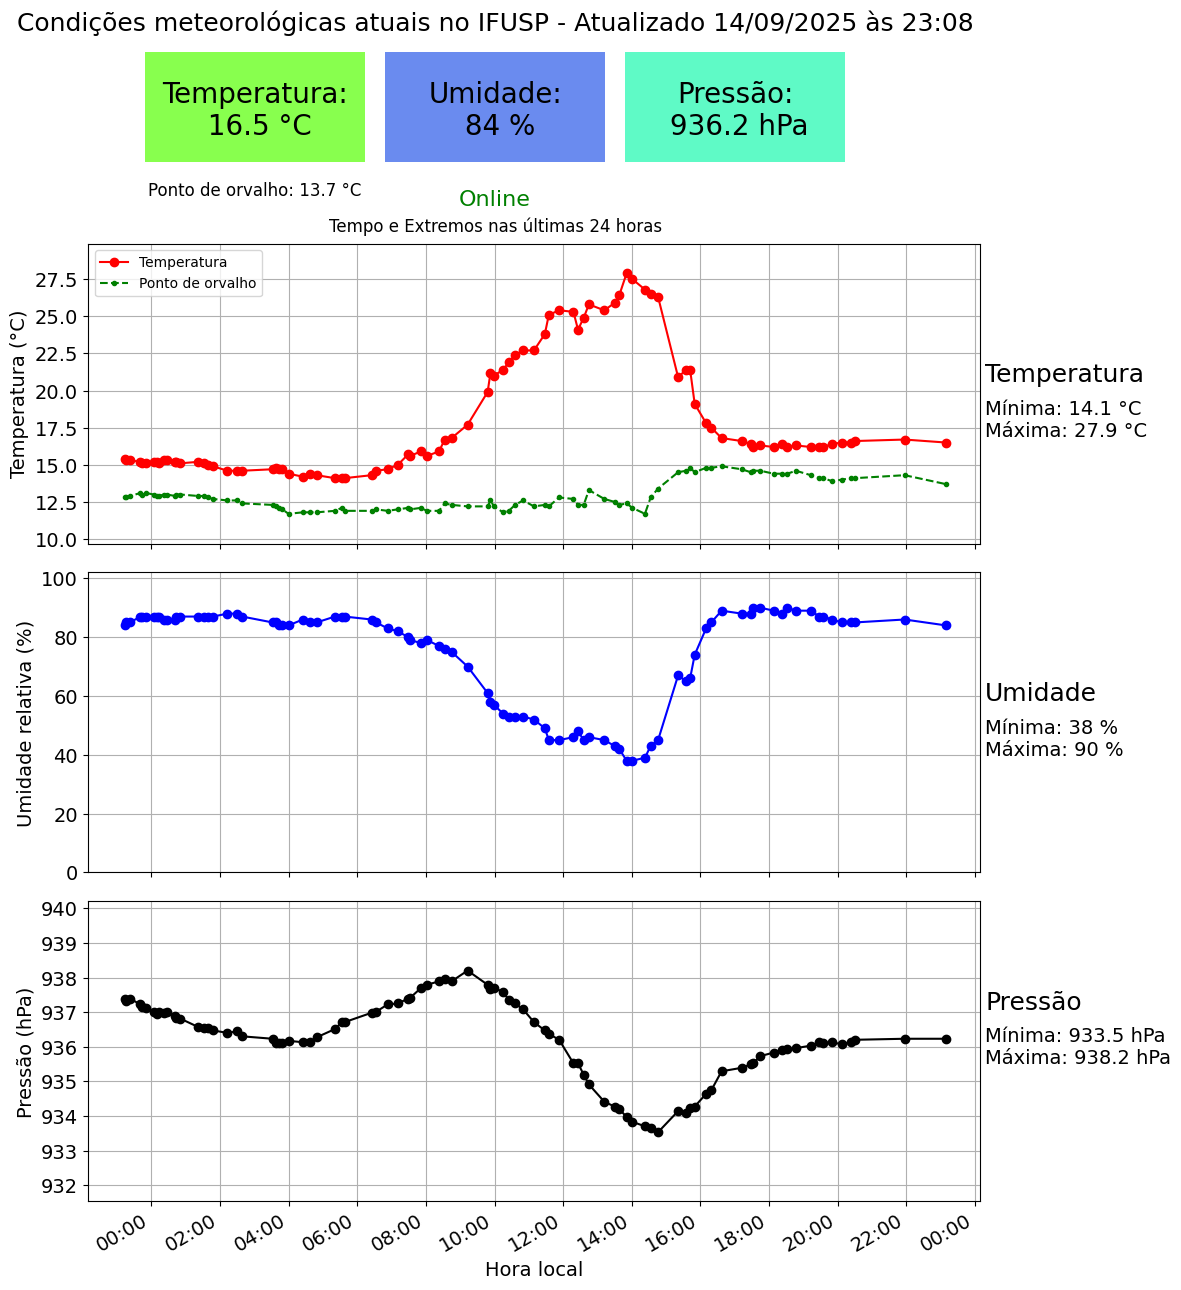 Condições meteorológicas atuais no IFUSP - Atualizado 14/09/2025 às 23:08
Temperatura:
16.5 °C
Umidade:
84 %
Pressão:
936.2 hPa
Ponto de orvalho: 13.7 °C
Online
Tempo e Extremos nas últimas 24 horas
Temperatura
Ponto de orvalho
Temperatura (°C)
27.5
25.0
22.5
20.0
17.5
15.0
12.5
10.0
Temperatura
Mínima: 14.1 °C
Máxima: 27.9 °C
Umidade relativa (%)
100
80
60
40
20
0
Umidade
Mínima: 38 %
Máxima: 90 %
Pressão (hPa)
940
939
938
937
936
935
934
933
932
Pressão
Mínima: 933.5 hPa
Máxima: 938.2 hPa
00:00 02:00 04:00 06:00 08:00 10:00 12:00 14:00 16:00 18:00 20:00 22:00 00:00
Hora local